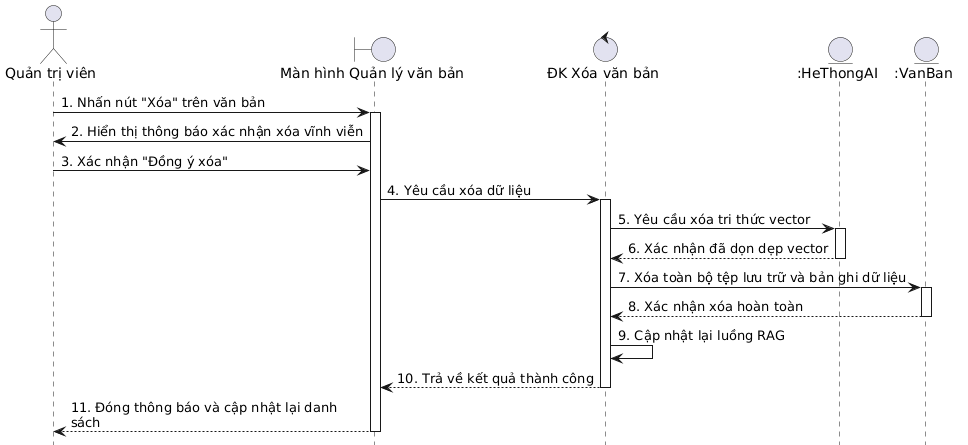 Quản trị viên
Màn hình Quản lý văn bản
ĐK Xóa văn bản
:HeThongAI
:VanBan
1. Nhấn nút "Xóa" trên văn bản
2. Hiển thị thông báo xác nhận xóa vĩnh viễn
3. Xác nhận "Đồng ý xóa"
4. Yêu cầu xóa dữ liệu
5. Yêu cầu xóa tri thức vector
6. Xác nhận đã dọn dẹp vector
7. Xóa toàn bộ tệp lưu trữ và bản ghi dữ liệu
8. Xác nhận xóa hoàn toàn
9. Cập nhật lại luồng RAG
10. Trả về kết quả thành công
11. Đóng thông báo và cập nhật lại danh
sách